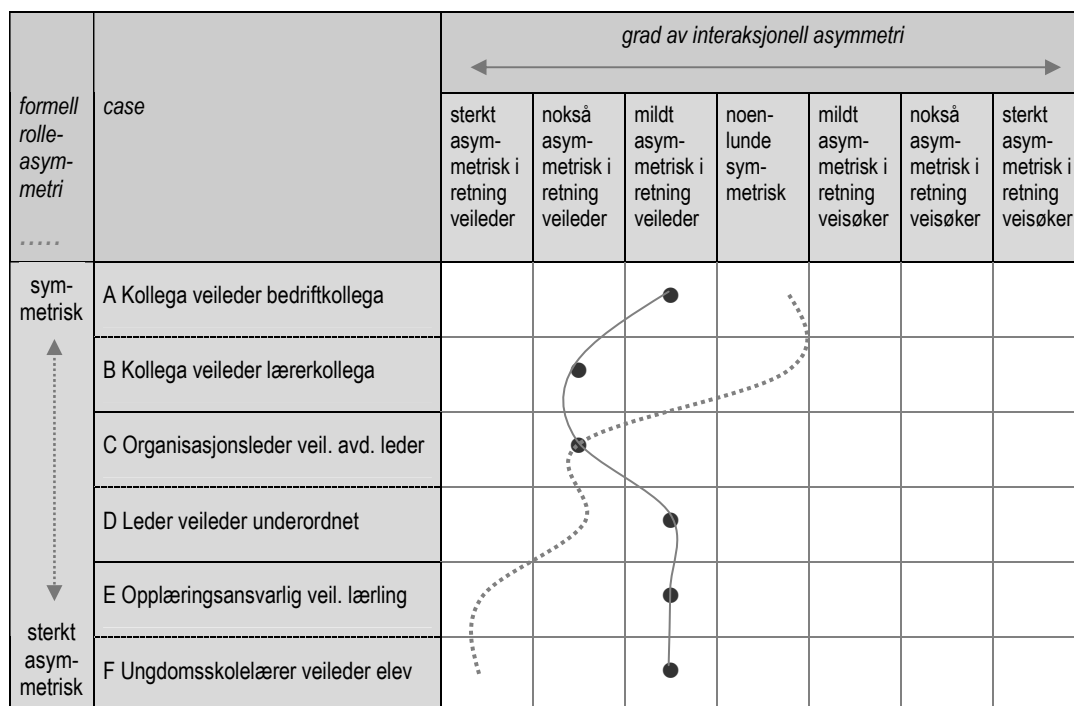 grad av interaksjonell asymmetri
formell
rolle-
asym-
metri
.....
case
sterkt
asym-
metrisk i
retning
veileder
nokså
asym-
metrisk i
retning
veileder
mildt
asym-
metrisk i
retning
veileder
noen-
lunde
sym-
metrisk
mildt
asym-
metrisk i
retning
veisøker
nokså
asym-
metrisk i
retning
veisøker
sterkt
asym-
metrisk i
retning
veisøker
sym-
metrisk
A Kollega veileder bedriftkollega
B Kollega veileder lærerkollega
C Organisasjonsleder veil. avd. leder
D Leder veileder underordnet
E Opplæringsansvarlig veil. lærling
sterkt
asym-
metrisk
F Ungdomsskolelærer veileder elev